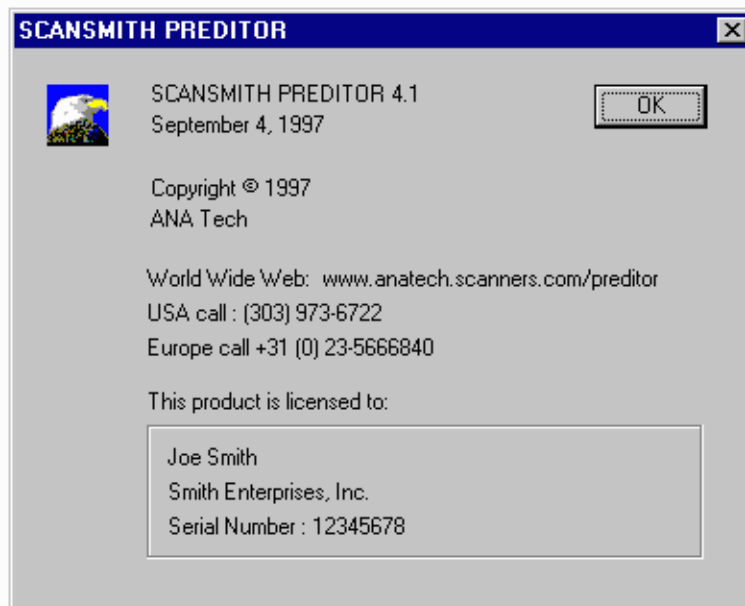 SCANSMITH PREDITOR
SCANSMITH PREDITOR 4.1
OK
September 4, 1997
Copyright © 1997
ANA Tech
World Wide Web: www.anatech.scanners.com/preditor
USA call : (303) 973-6722
Europe call +31 (0) 23-5666840
This product is licensed to:
Joe Smith
Smith Enterprises, Inc.
Serial Number : 12345678